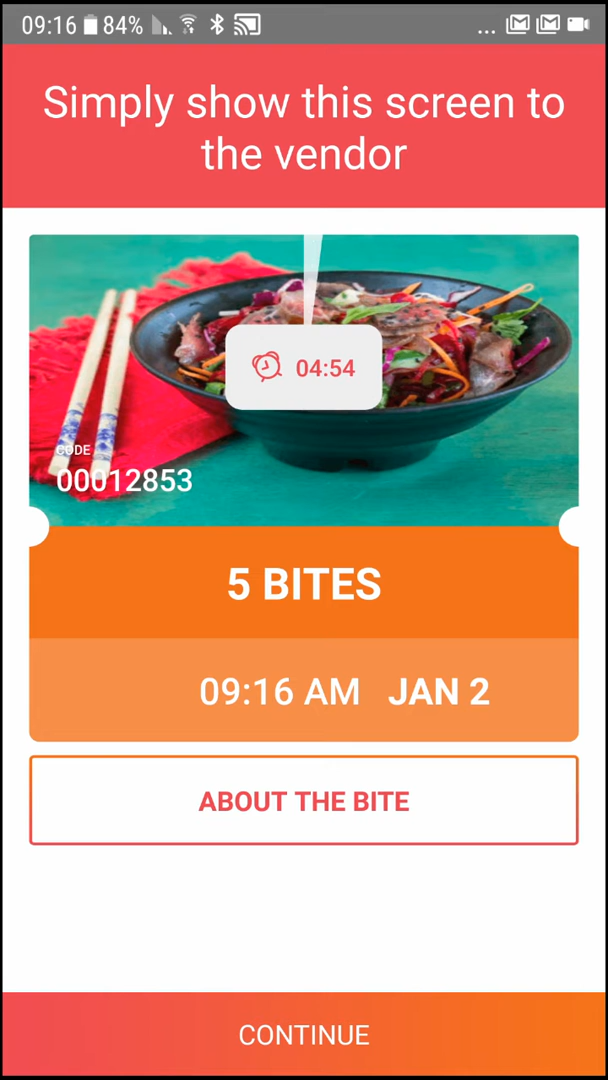 09:16 84% ...
Simply show this screen to
the vendor
04:54
CODE
00012853
5 BITES
09:16 AM JAN 2
ABOUT THE BITE
CONTINUE